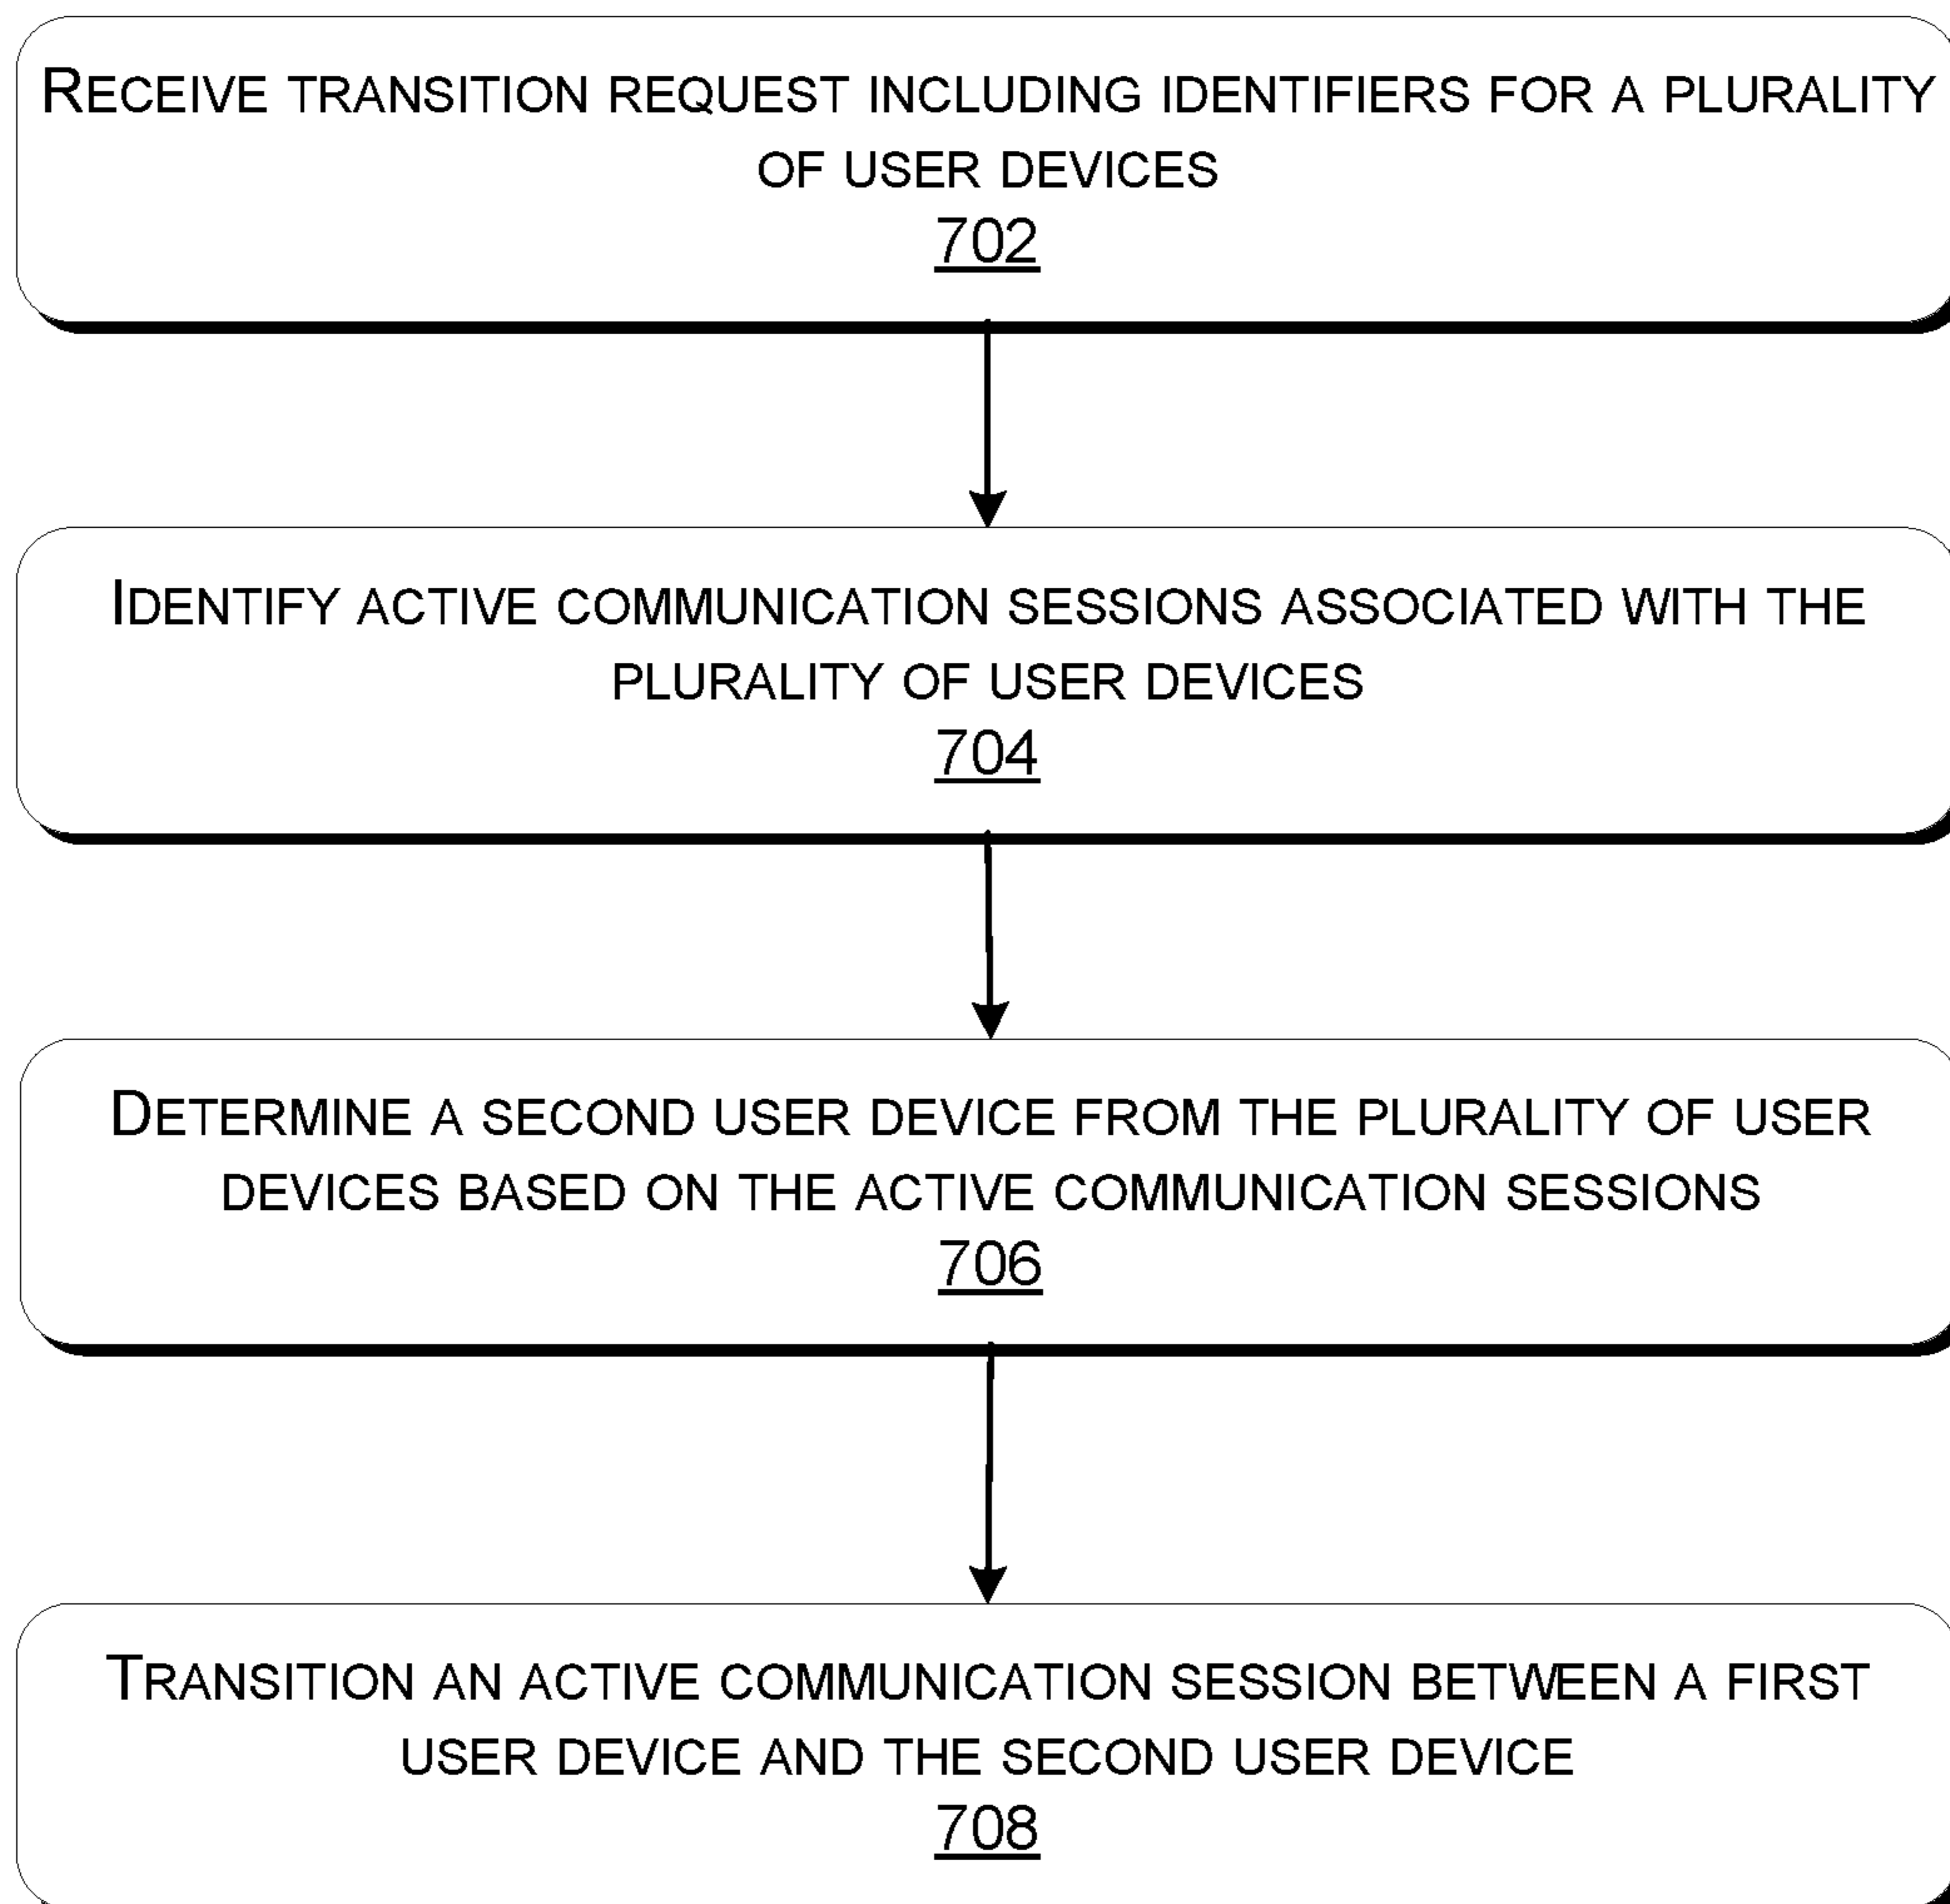 RECEIVE TRANSITION REQUEST INCLUDING IDENTIFIERS FOR A PLURALITY
OF USER DEVICES
702
IDENTIFY ACTIVE COMMUNICATION SESSIONS ASSOCIATED WITH THE
PLURALITY OF USER DEVICES
704
DETERMINE A SECOND USER DEVICE FROM THE PLURALITY OF USER
DEVICES BASED ON THE ACTIVE COMMUNICATION SESSIONS
706
TRANSITION AN ACTIVE COMMUNICATION SESSION BETWEEN A FIRST
USER DEVICE AND THE SECOND USER DEVICE
708